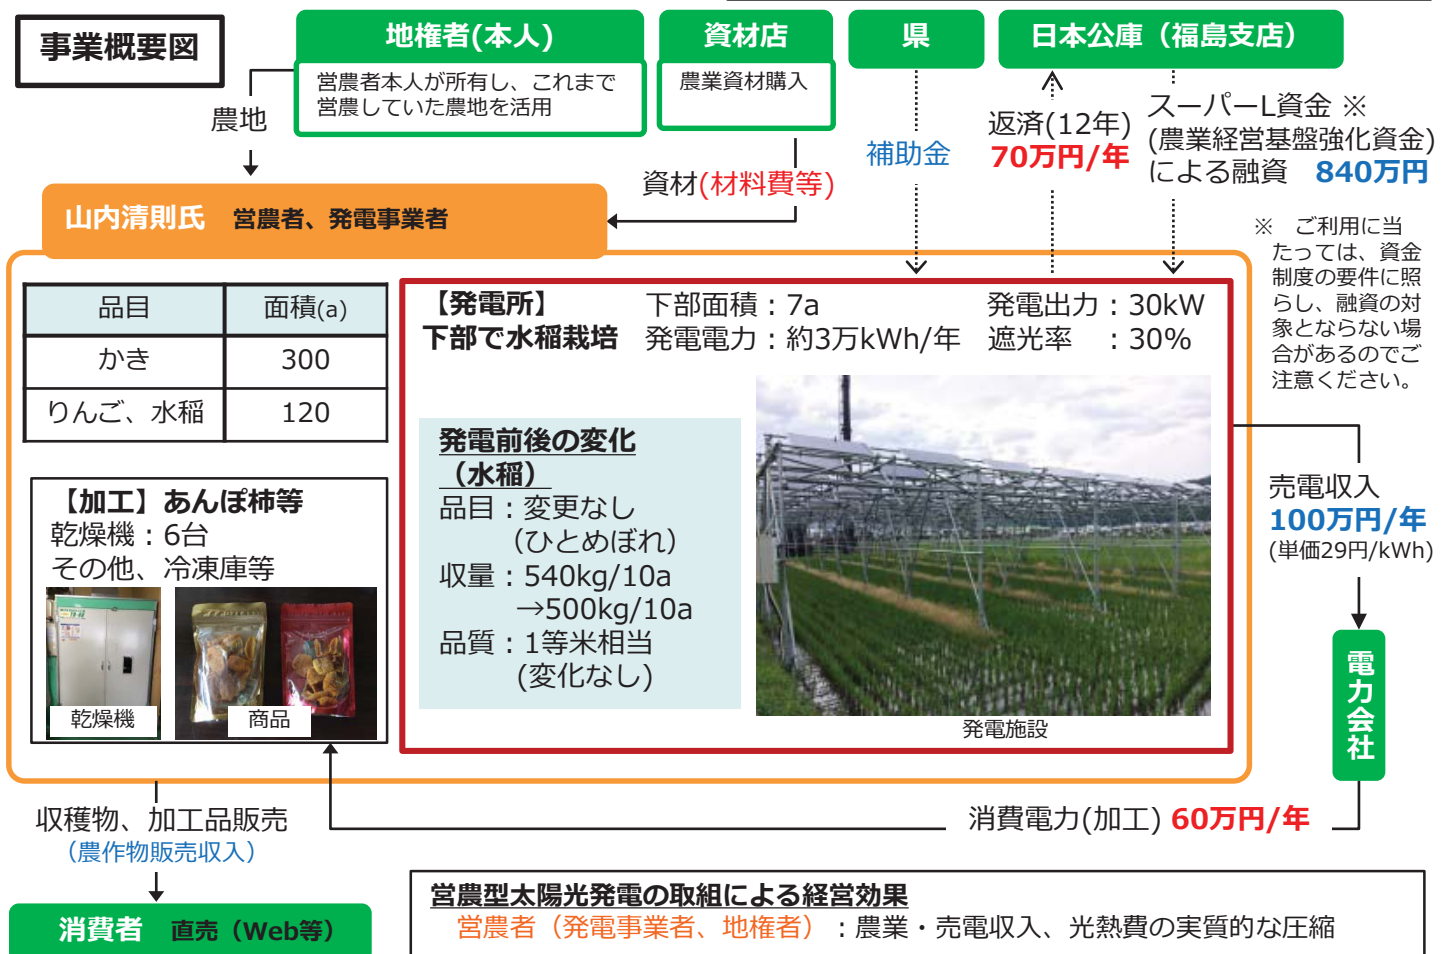 事業概要図
地権者(本人)
営農者本人が所有し、これまで
営農していた農地を活用
資材店
農業資材購入
県
日本公庫（福島支店）
農地
資材(材料費等)
補助金
返済(12年)
70万円/年
スーパーL資金 ※
(農業経営基盤強化資金)
による融資 840万円
※ ご利用に当
たっては、資金
制度の要件に照
らし、融資の対
象とならない場
合があるのでご
注意ください。
山内清則氏 営農者、発電事業者
品目 面積(a)
かき 300
りんご、水稲 120
【加工】あんぽ柿等
乾燥機：6台
その他、冷凍庫等
乾燥機
商品
【発電所】 下部面積：7a 発電出力：30kW
下部で水稲栽培 発電電力：約3万kWh/年 遮光率 ：30%
発電前後の変化
（水稲）
品目：変更なし
（ひとめぼれ）
収量：540kg/10a
→500kg/10a
品質：1等米相当
(変化なし)
発電施設
売電収入
100万円/年
(単価29円/kWh)
電力会社
消費電力(加工) 60万円/年
収穫物、加工品販売
（農作物販売収入）
消費者 直売（Web等）
営農型太陽光発電の取組による経営効果
営農者（発電事業者、地権者）：農業・売電収入、光熱費の実質的な圧縮